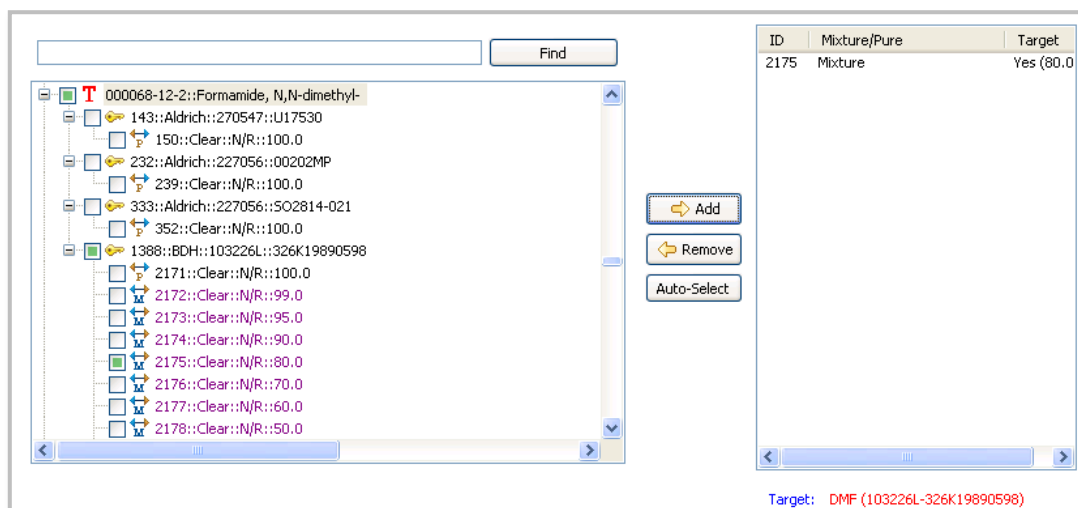 Find
T 000068-12-2::Formamide, N,N-dimethyl-
143::Aldrich::270547::U17530
P 150::Clear::N/R::100.0
232::Aldrich::227056::00202MP
P 239::Clear::N/R::100.0
333::Aldrich::227056::SO2814-021
P 352::Clear::N/R::100.0
1388::BDH::103226L::326K19890598
P 2171::Clear::N/R::100.0
M 2172::Clear::N/R::99.0
M 2173::Clear::N/R::95.0
M 2174::Clear::N/R::90.0
M 2175::Clear::N/R::80.0
M 2176::Clear::N/R::70.0
M 2177::Clear::N/R::60.0
M 2178::Clear::N/R::50.0
Add
Remove
Auto-Select
ID Mixture/Pure Target
2175 Mixture Yes (80.0
Target: DMF (103226L-326K19890598)